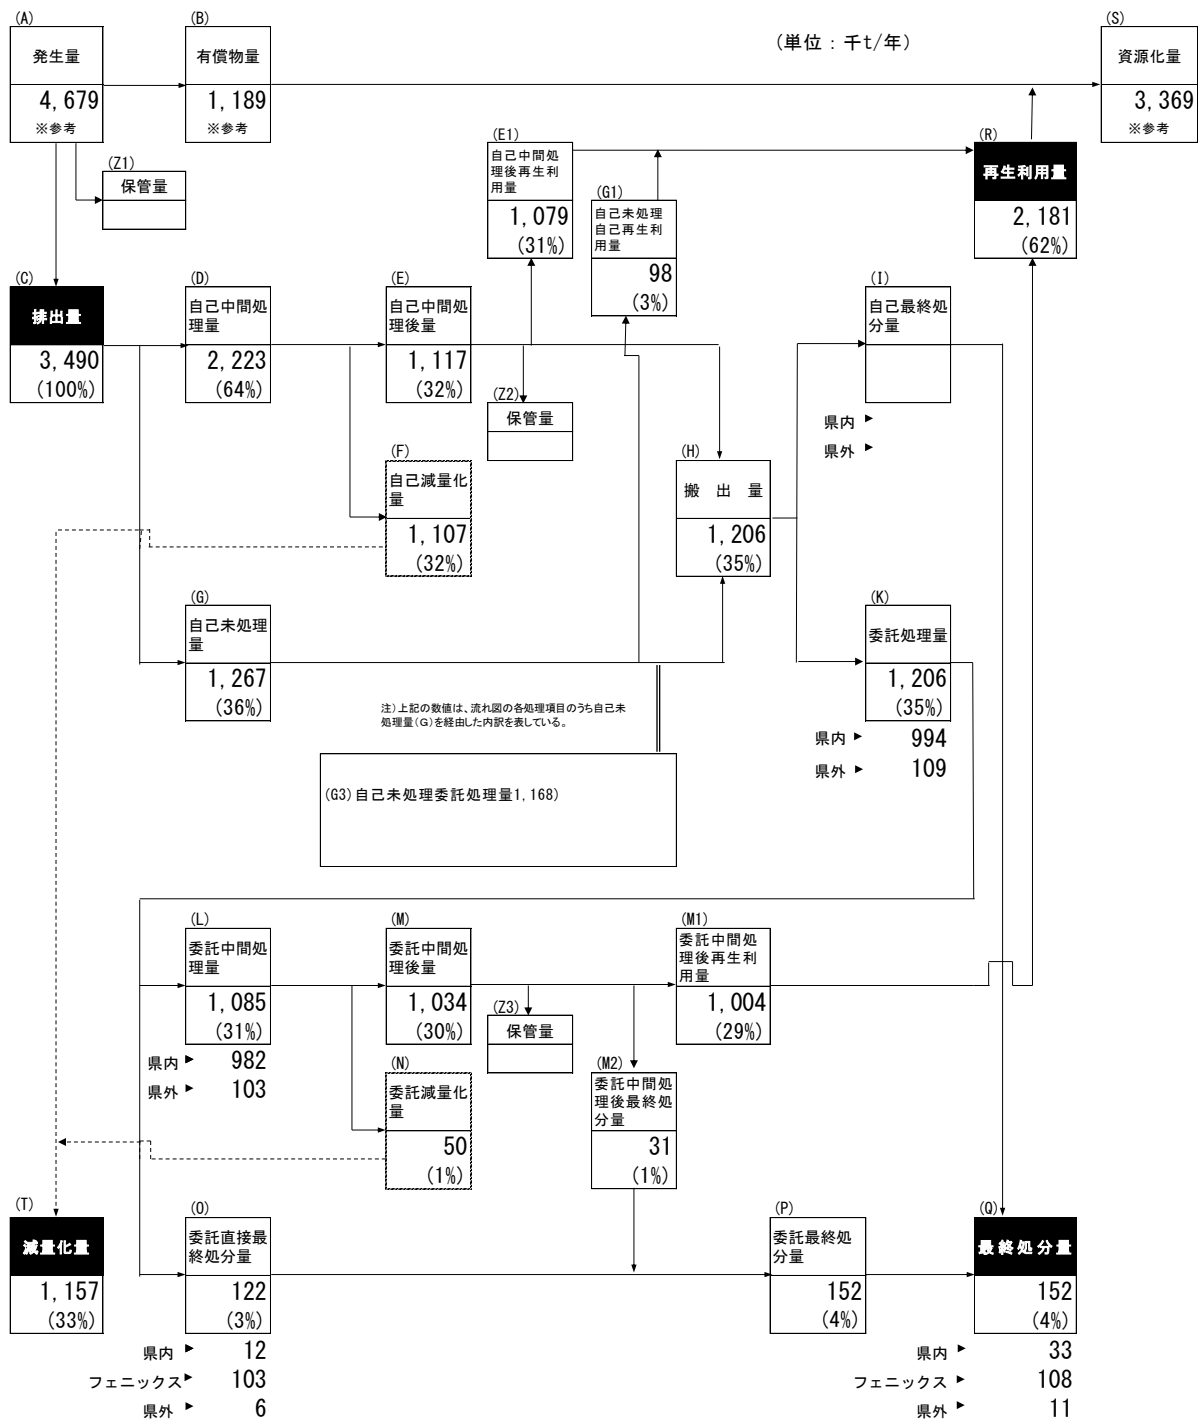 (A)
発生量
4,679
※参考
(B)
有償物量
1,189
※参考
(単位：千t/年)
(S)
資源化量
3,369
※参考
(Z1)
保管量
(E1)
自己中間処
理後再生利
用量
1,079
(31%)
(G1)
自己未処理
自己再生利
用量
98
(3%)
(R)
再生利用量
2,181
(62%)
(C)
排出量
3,490
(100%)
(D)
自己中間処
理量
2,223
(64%)
(E)
自己中間処
理後量
1,117
(32%)
(Z2)
保管量
(I)
自己最終処
分量
県内 ▶
県外 ▶
(F)
自己減量化
量
1,107
(32%)
(H)
搬 出 量
1,206
(35%)
(G)
自己未処理
量
1,267
(36%)
(K)
委託処理量
1,206
(35%)
県内 ▶ 994
県外 ▶ 109
注)上記の数値は、流れ図の各処理項目のうち自己未
処理量(G)を経由した内訳を表している。
(G3)自己未処理委託処理量1,168)
(L)
委託中間処
理量
1,085
(31%)
県内 ▶ 982
県外 ▶ 103
(M)
委託中間処
理後量
1,034
(30%)
(Z3)
保管量
(M1)
委託中間処
理後再生利
用量
1,004
(29%)
(N)
委託減量化
量
50
(1%)
(M2)
委託中間処
理後最終処
分量
31
(1%)
(T)
減量化量
1,157
(33%)
(O)
委託直接最
終処分量
122
(3%)
県内 ▶ 12
フェニックス ▶ 103
県外 ▶ 6
(P)
委託最終処
分量
152
(4%)
(Q)
最終処分量
152
(4%)
県内 ▶ 33
フェニックス ▶ 108
県外 ▶ 11